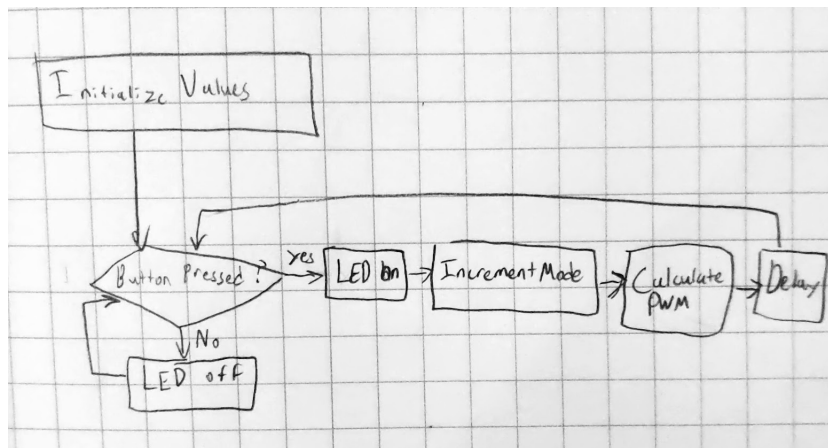 Initialize Values
Button Pressed?
yes
LED on
Increment Mode
Calculate
PWM
Delay
No
LED off